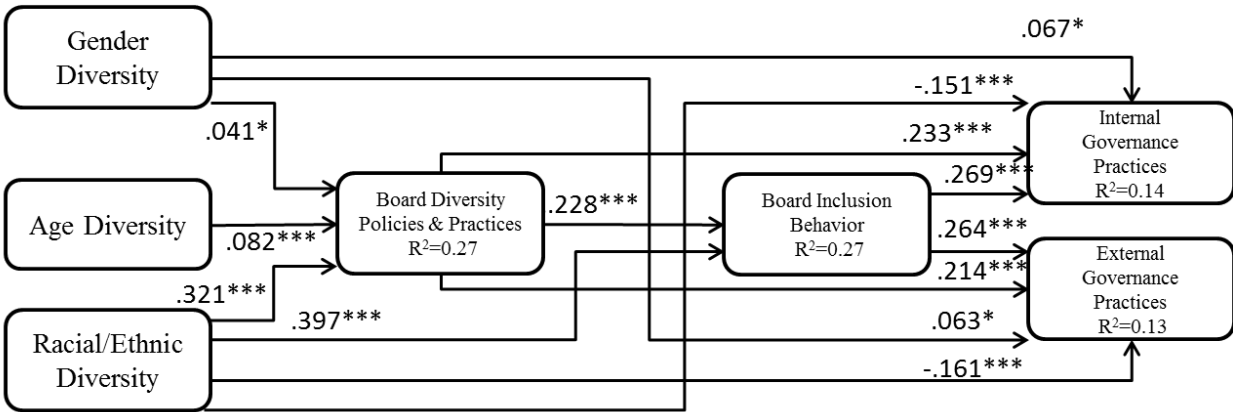 Gender
Diversity
.067*
-.151***
.041*
.233***
Internal
Governance
Practices
R²=0.14
.269***
Board Diversity
Policies & Practices
R²=0.27
.228***
Board Inclusion
Behavior
R²=0.27
Age Diversity
.082***
.264***
.214***
External
Governance
Practices
R²=0.13
.321***
.397***
.063*
Racial/Ethnic
Diversity
-.161***